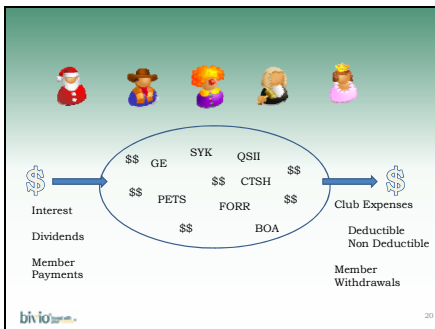 $$ GE SYK QSII $$
$$ PETS $$ CTSH $$
FORR
$$ BOA
$ $
Interest
Dividends
Member
Payments
Club Expenses
Deductible
Non Deductible
Member
Withdrawals
bivio
20